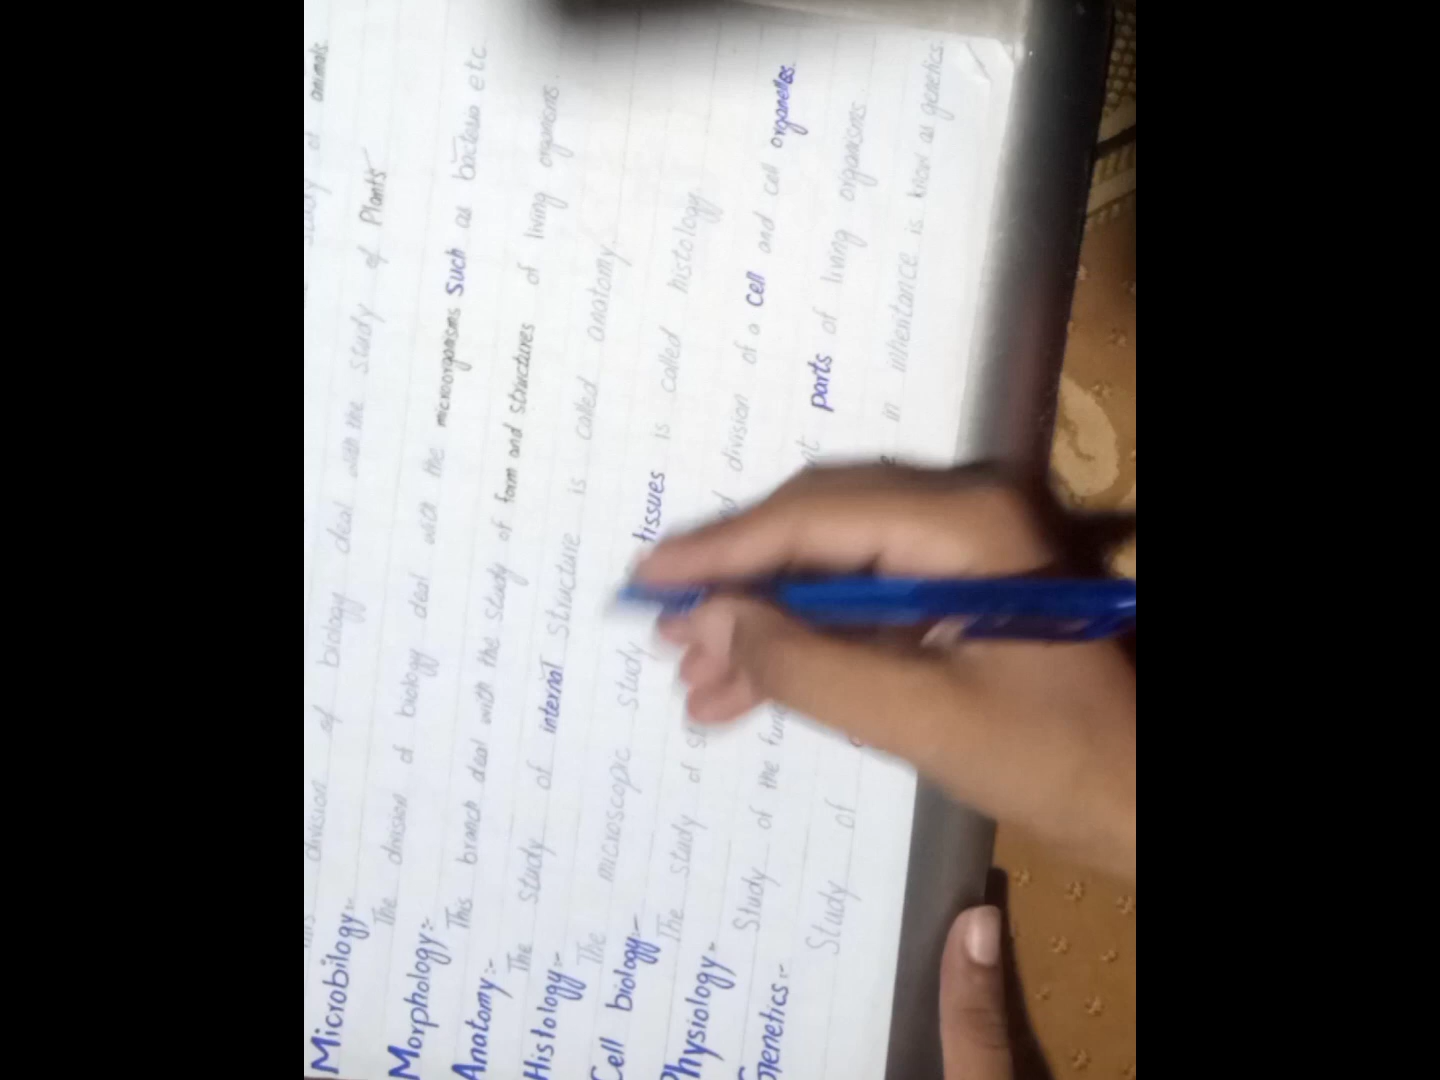 study of animals.
division of biology deal with the study of Plants
Microbilogy:-
The division of biology deal with the microorganisms such as bacteria etc.
Morphology:-
This branch deal with the study of form and structures of living organisms.
Anatomy:-
The study of internal structure is called anatomy.
Histology:-
The microscopic study tissues is called histology.
Cell biology:-
The study of division of a cell and cell organelles.
Physiology:-
Study of the parts of living organisms.
Genetics:-
Study of in inheritance is know as genetics.